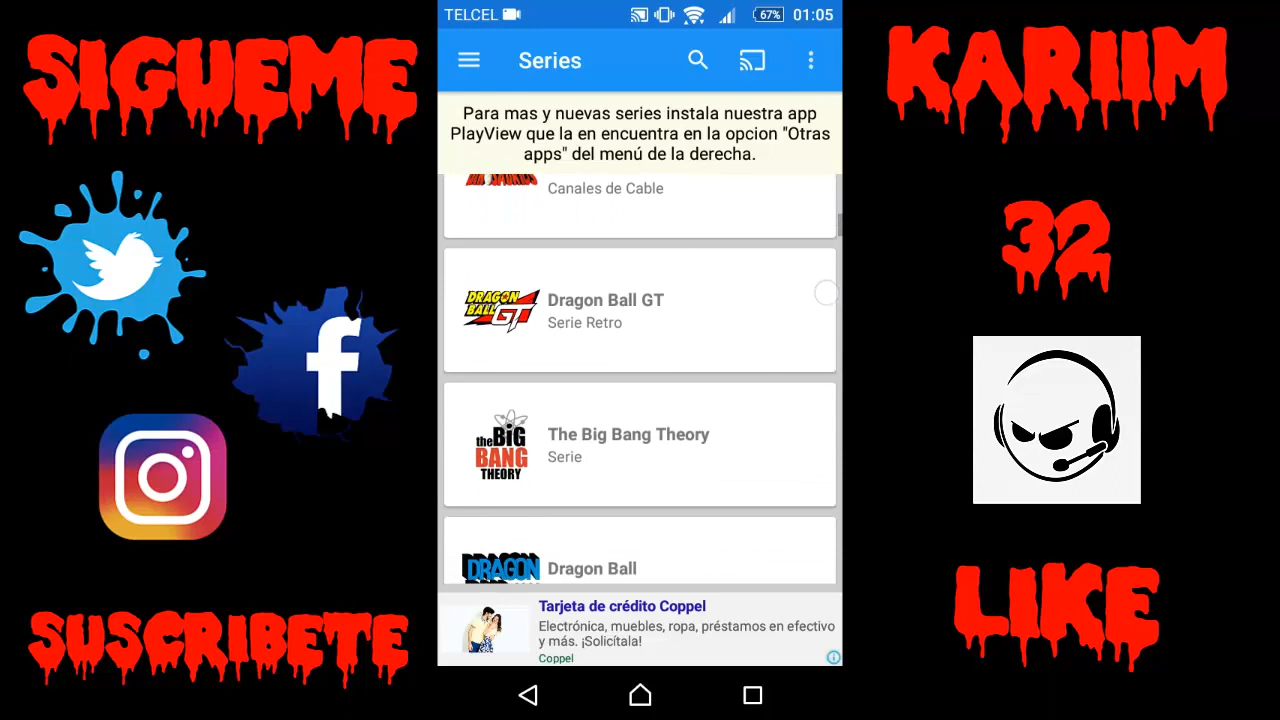 SIGUEME
SUSCRIBETE
TELCEL
67%
01:05
Series
Para mas y nuevas series instala nuestra app
PlayView que la en encuentra en la opcion "Otras
apps" del menú de la derecha.
Canales de Cable
DRAGON
BALL GT
Dragon Ball GT
Serie Retro
the BIG
BANG
THEORY
The Big Bang Theory
Serie
DRAGON
Dragon Ball
Tarjeta de crédito Coppel
Electrónica, muebles, ropa, préstamos en efectivo
y más. ¡Solicítala!
Coppel
KARIIM
32
LIKE